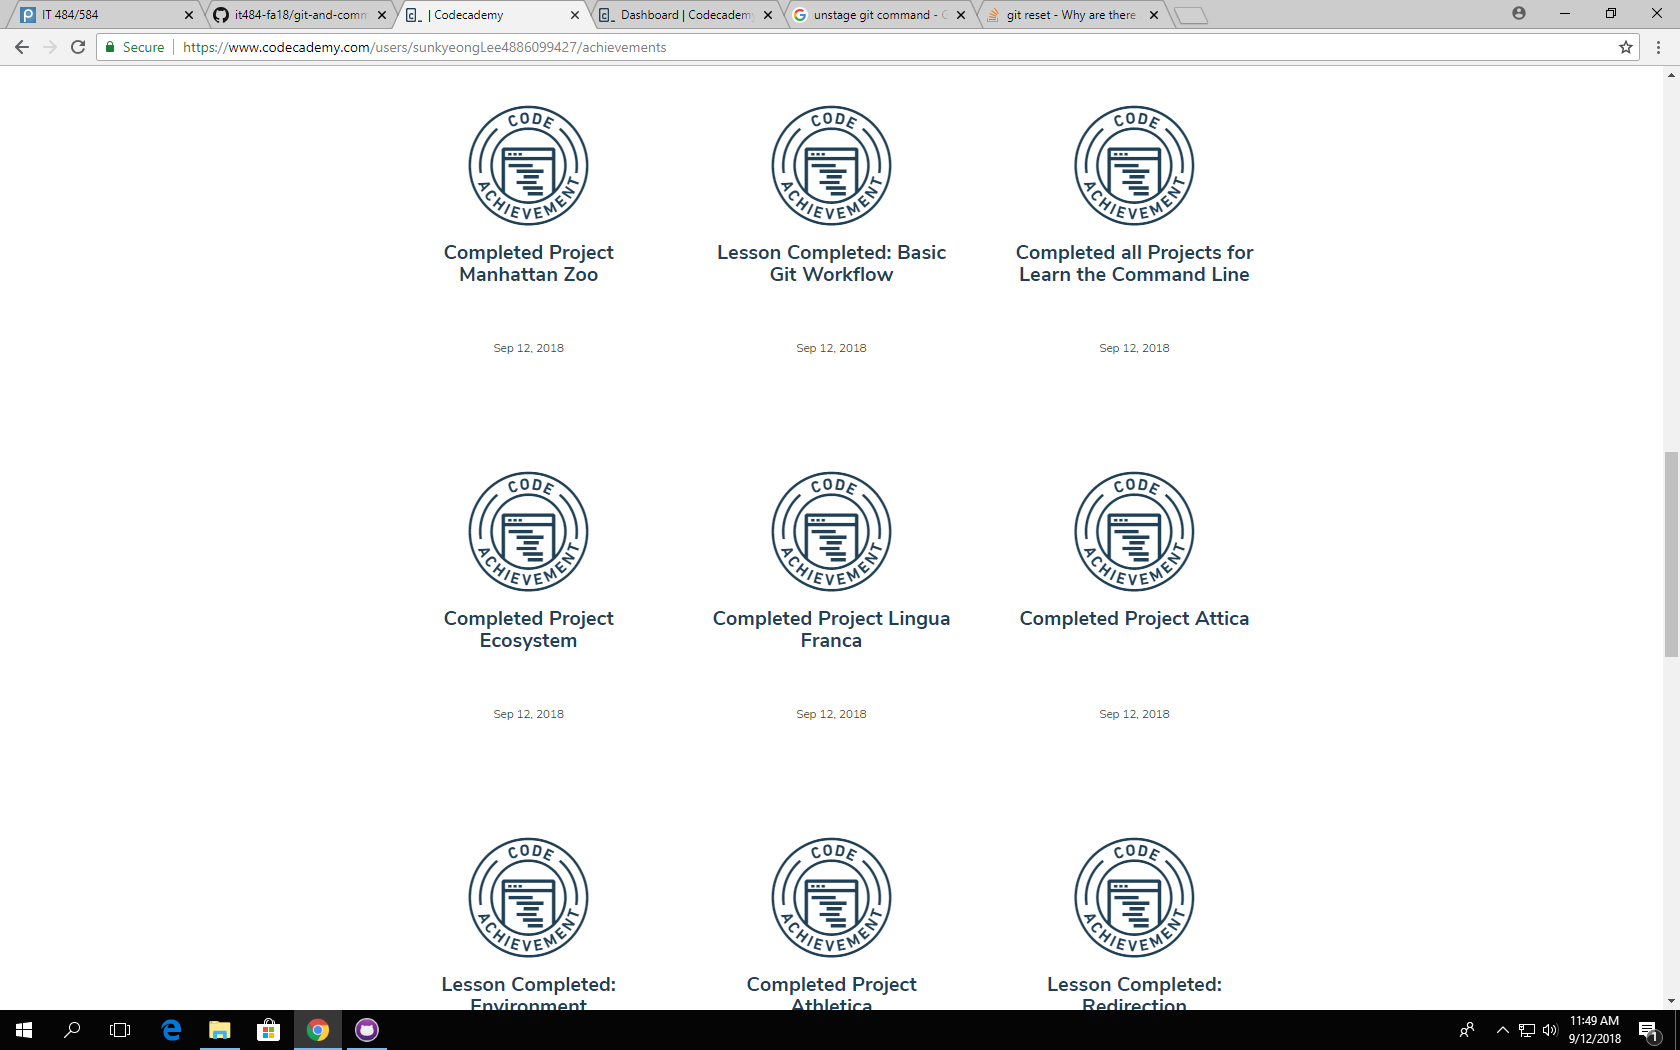 IT 484/584
it484-fa18/git-and-comm
| Codecademy
Dashboard | Codecadem
unstage git command - G
git reset - Why are there
Secure
https://www.codecademy.com/users/sunkyeongLee4886099427/achievements
CODE ACHIEVEMENT
CODE ACHIEVEMENT
CODE ACHIEVEMENT
Completed Project
Manhattan Zoo
Lesson Completed: Basic
Git Workflow
Completed all Projects for
Learn the Command Line
Sep 12, 2018
Sep 12, 2018
Sep 12, 2018
CODE ACHIEVEMENT
CODE ACHIEVEMENT
CODE ACHIEVEMENT
Completed Project
Ecosystem
Completed Project Lingua
Franca
Completed Project Attica
Sep 12, 2018
Sep 12, 2018
Sep 12, 2018
CODE ACHIEVEMENT
CODE ACHIEVEMENT
CODE ACHIEVEMENT
Lesson Completed:
Environment
Completed Project
Athletica
Lesson Completed:
Redirection
11:49 AM
9/12/2018
1